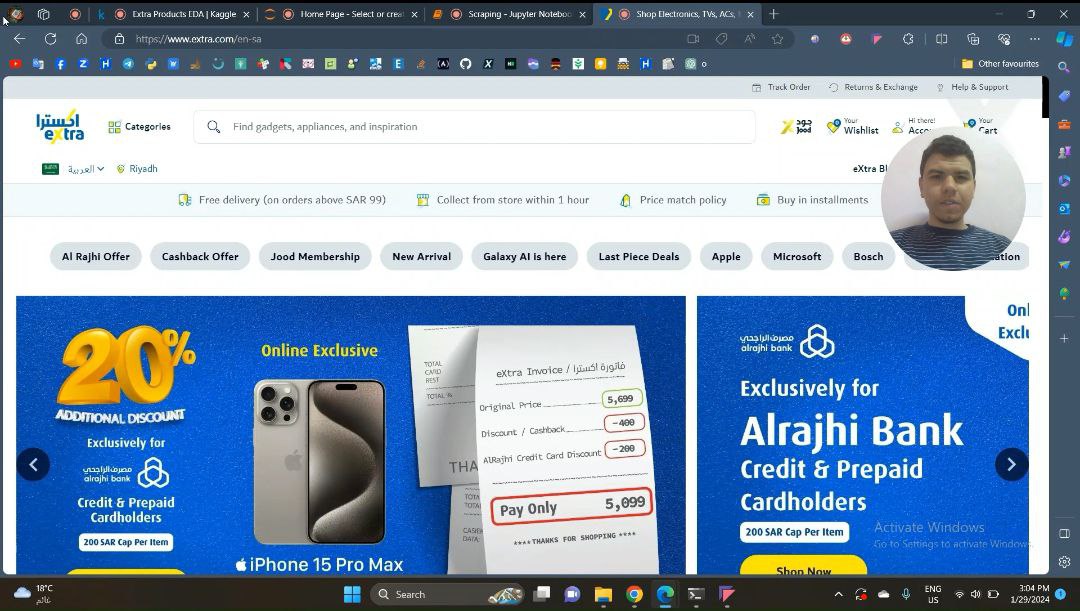 Extra Products EDA | Kaggle
Home Page - Select or creat
Scraping - Jupyter Noteboo
Shop Electronics, TVs, ACs,
https://www.extra.com/en-sa
Other favourites
Track Order
Returns & Exchange
Help & Support
اكسترا
eXtra
Categories
Find gadgets, appliances, and inspiration
جود
Jood
Your
Wishlist
Hi there!
Acco
Your
Cart
العربية
Riyadh
eXtra B
Free delivery (on orders above SAR 99)
Collect from store within 1 hour
Price match policy
Buy in installments
Al Rajhi Offer
Cashback Offer
Jood Membership
New Arrival
Galaxy AI is here
Last Piece Deals
Apple
Microsoft
Bosch
ation
20%
ADDITIONAL DISCOUNT
Exclusively for
مصرف الراجحي
alrajhi bank
Credit & Prepaid
Cardholders
200 SAR Cap Per Item
Online Exclusive
iPhone 15 Pro Max
TOTAL
CARD
REST
TOTAL
THA
eXtra Invoice / فاتورة اكسترا
Original Price 5,699
Discount / Cashback -400
AlRajhi Credit Card Discount -200
Pay Only 5,099
****THANKS FOR SHOPPING ****
مصرف الراجحي
alrajhi bank
Onl
Exclu
Exclusively for
Alrajhi Bank
Credit & Prepaid
Cardholders
200 SAR Cap Per Item
Shop Now
Activate Windows
Go to Settings to activate Windows
18°C
غائم
Search
ENG
US
3:04 PM
1/29/2024